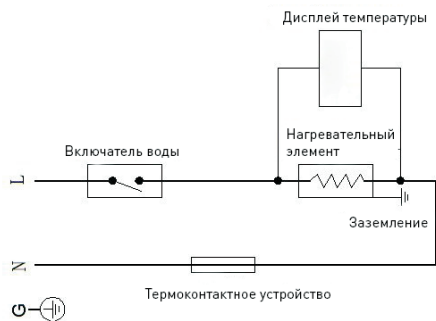 Дисплей температуры
Нагревательный
элемент
Включатель воды
L
Заземление
N
Термоконтактное устройство
G